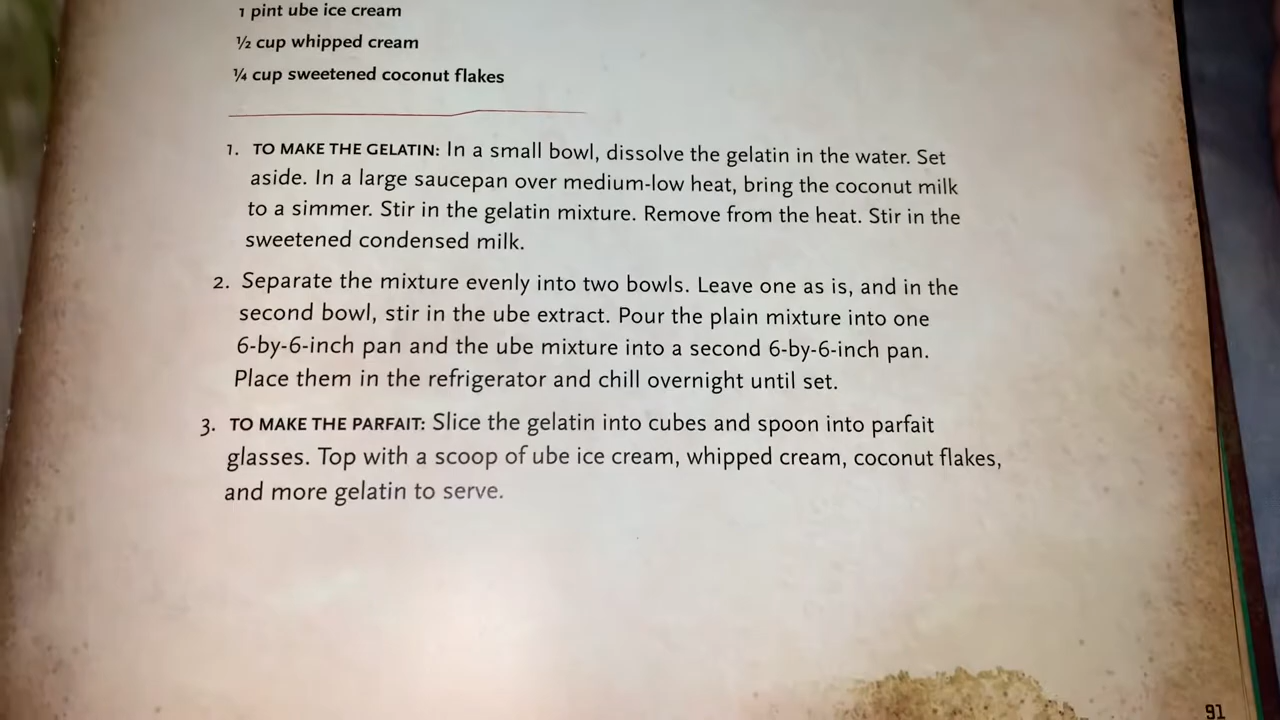 1 pint ube ice cream
½ cup whipped cream
¼ cup sweetened coconut flakes
1. TO MAKE THE GELATIN: In a small bowl, dissolve the gelatin in the water. Set
aside. In a large saucepan over medium-low heat, bring the coconut milk
to a simmer. Stir in the gelatin mixture. Remove from the heat. Stir in the
sweetened condensed milk.
2. Separate the mixture evenly into two bowls. Leave one as is, and in the
second bowl, stir in the ube extract. Pour the plain mixture into one
6-by-6-inch pan and the ube mixture into a second 6-by-6-inch pan.
Place them in the refrigerator and chill overnight until set.
3. TO MAKE THE PARFAIT: Slice the gelatin into cubes and spoon into parfait
glasses. Top with a scoop of ube ice cream, whipped cream, coconut flakes,
and more gelatin to serve.
91